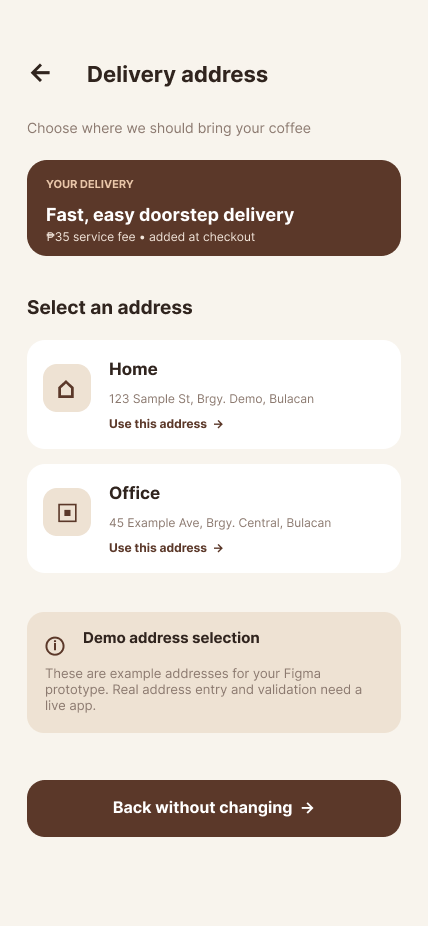 ← Delivery address
Choose where we should bring your coffee
YOUR DELIVERY
Fast, easy doorstep delivery
₱35 service fee • added at checkout
Select an address
Home
123 Sample St, Brgy. Demo, Bulacan
Use this address →
Office
45 Example Ave, Brgy. Central, Bulacan
Use this address →
Demo address selection
These are example addresses for your Figma
prototype. Real address entry and validation need a
live app.
Back without changing →